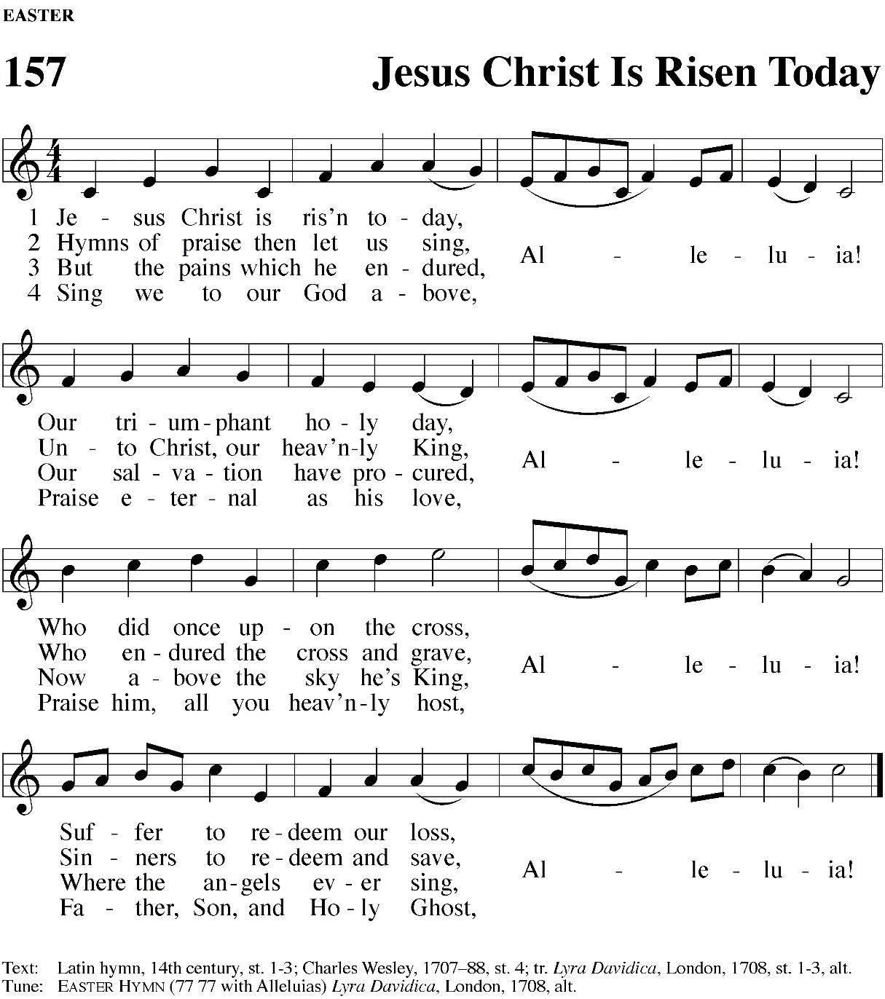 EASTER
157 Jesus Christ Is Risen Today
1 Je - sus Christ is ris'n to - day,
2 Hymns of praise then let us sing,
Al - le - lu - ia!
3 But the pains which he en - dured,
4 Sing we to our God a - bove,
Our tri - um - phant ho - ly day,
Un - to Christ, our heav'n-ly King,
Al - le - lu - ia!
Our sal - va - tion have pro - cured,
Praise e - ter - nal as his love,
Who did once up - on the cross,
Who en - dured the cross and grave,
Al - le - lu - ia!
Now a - bove the sky he's King,
Praise him, all you heav'n-ly host,
Suf - fer to re - deem our loss,
Sin - ners to re - deem and save,
Al - le - lu - ia!
Where the an - gels ev - er sing,
Fa - ther, Son, and Ho - ly Ghost,
Text: Latin hymn, 14th century, st. 1-3; Charles Wesley, 1707–88, st. 4; tr. Lyra Davidica, London, 1708, st. 1-3, alt.
Tune: EASTER HYMN (77 77 with Alleluias) Lyra Davidica, London, 1708, alt.